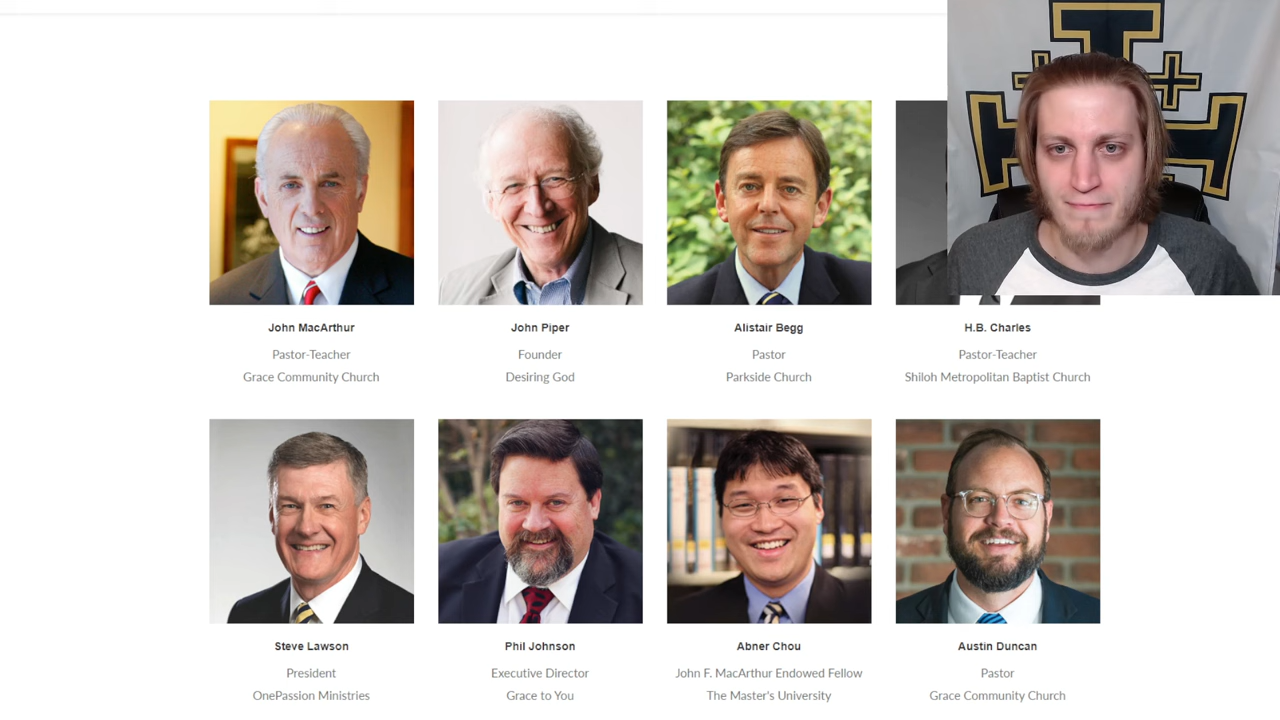 John MacArthur
Pastor-Teacher
Grace Community Church
John Piper
Founder
Desiring God
Alistair Begg
Pastor
Parkside Church
H.B. Charles
Pastor-Teacher
Shiloh Metropolitan Baptist Church
Steve Lawson
President
OnePassion Ministries
Phil Johnson
Executive Director
Grace to You
Abner Chou
John F. MacArthur Endowed Fellow
The Master's University
Austin Duncan
Pastor
Grace Community Church